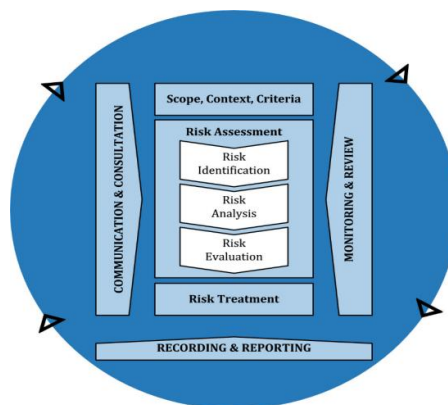 Scope, Context, Criteria
Risk Assessment
Risk
Identification
Risk
Analysis
Risk
Evaluation
Risk Treatment
COMMUNICATION & CONSULTATION
MONITORING & REVIEW
RECORDING & REPORTING